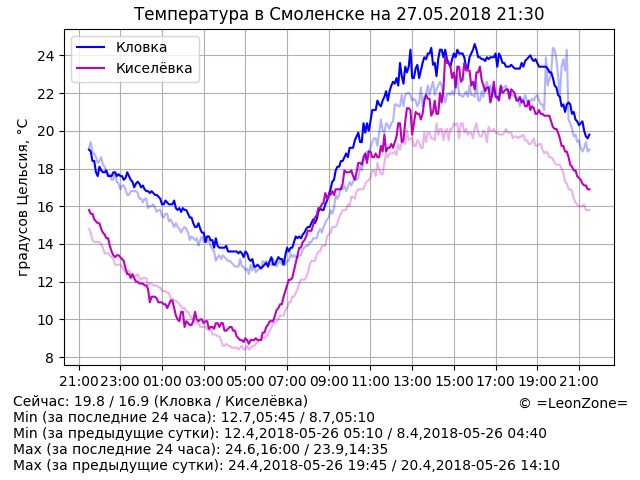 Температура в Смоленске на 27.05.2018 21:30
Кловка
Киселёвка
градусов Цельсия, °C
24
22
20
18
16
14
12
10
8
21:00 23:00 01:00 03:00 05:00 07:00 09:00 11:00 13:00 15:00 17:00 19:00 21:00
Сейчас: 19.8 / 16.9 (Кловка / Киселёвка)
© =LeonZone=
Min (за последние 24 часа): 12.7,05:45 / 8.7,05:10
Min (за предыдущие сутки): 12.4,2018-05-26 05:10 / 8.4,2018-05-26 04:40
Max (за последние 24 часа): 24.6,16:00 / 23.9,14:35
Max (за предыдущие сутки): 24.4,2018-05-26 19:45 / 20.4,2018-05-26 14:10